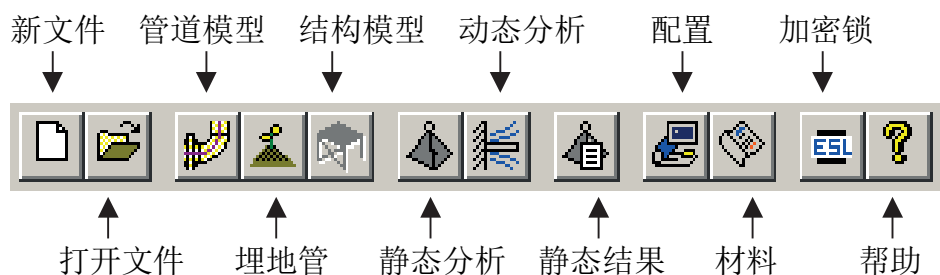 新文件 管道模型 结构模型 动态分析 配置 加密锁
ESL
打开文件 埋地管 静态分析 静态结果 材料 帮助